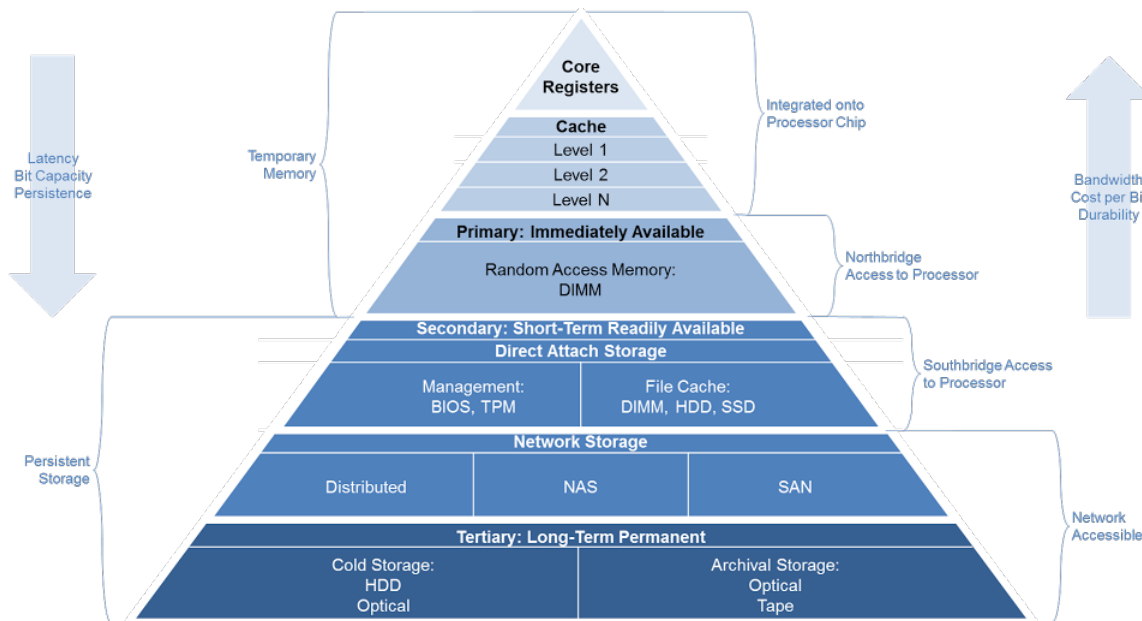 Core
Registers
Cache
Level 1
Level 2
Level N
Primary: Immediately Available
Random Access Memory:
DIMM
Secondary: Short-Term Readily Available
Direct Attach Storage
Management:
BIOS, TPM
File Cache:
DIMM, HDD, SSD
Network Storage
Distributed
NAS
SAN
Tertiary: Long-Term Permanent
Cold Storage:
HDD
Optical
Archival Storage:
Optical
Tape
Latency
Bit Capacity
Persistence
Temporary
Memory
Persistent
Storage
Integrated onto
Processor Chip
Northbridge
Access to Processor
Southbridge Access
to Processor
Network
Accessible
Bandwidth
Cost per Bi
Durability